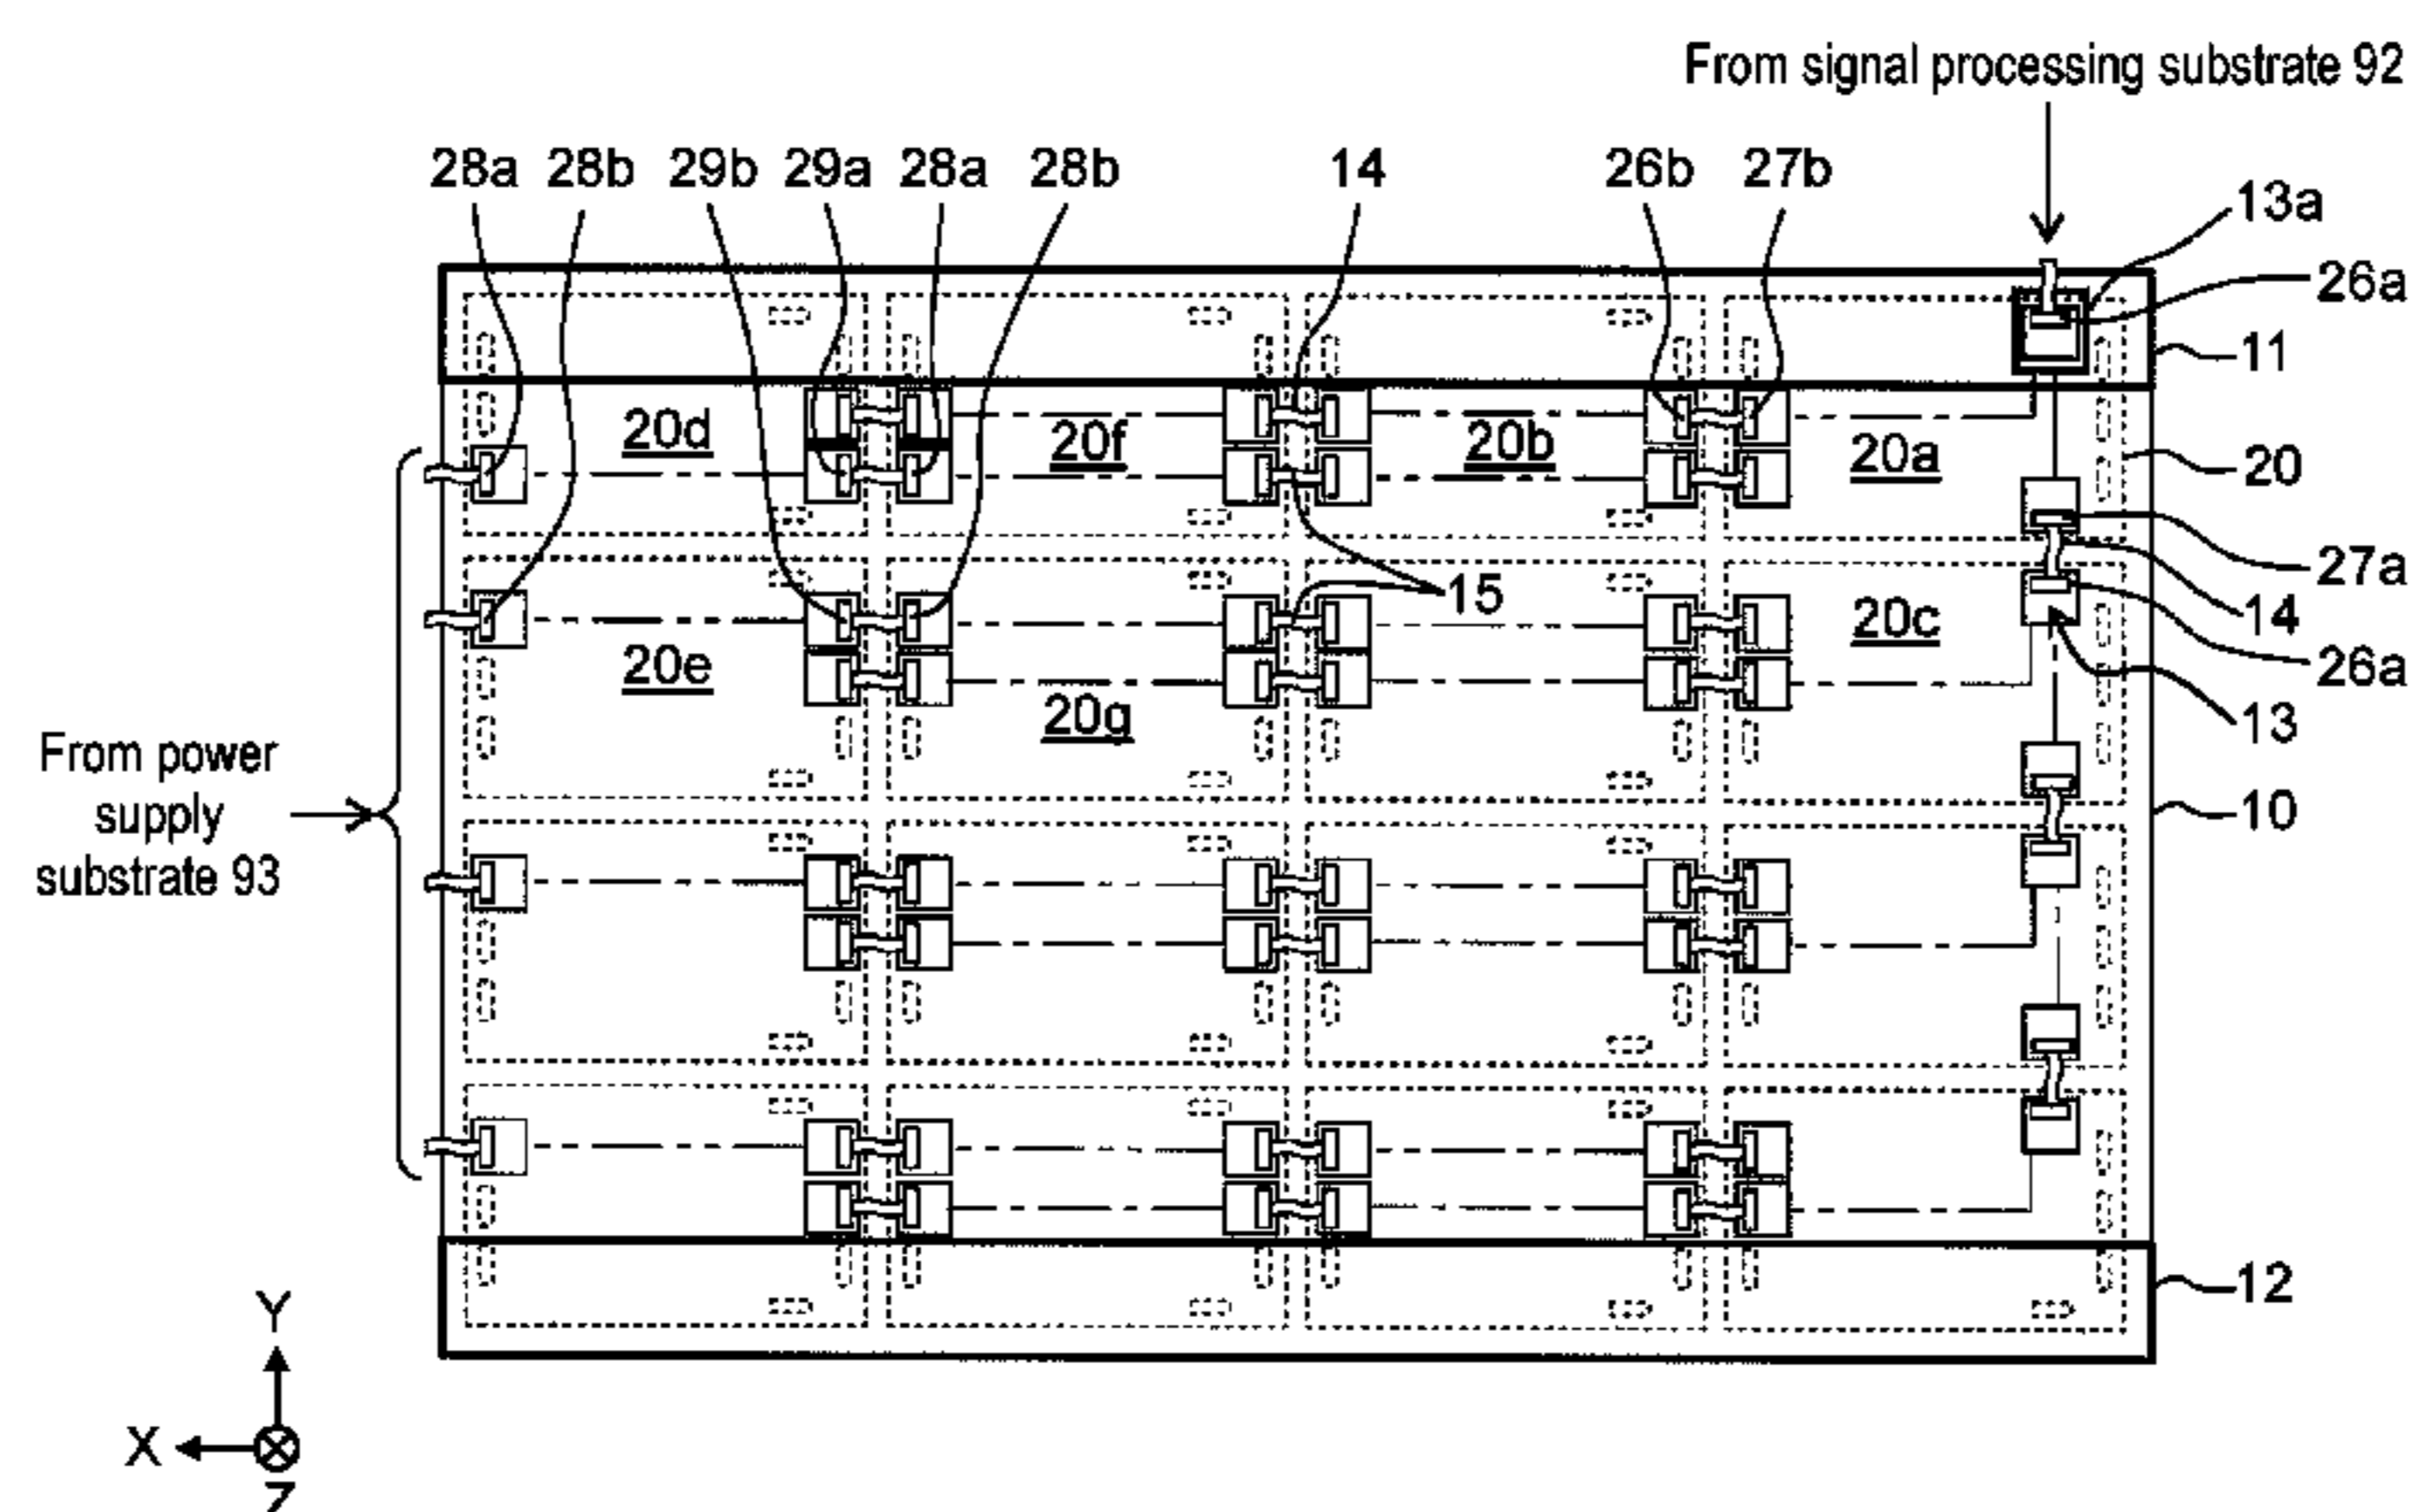 From signal processing substrate 92
28a 28b 29b 29a 28a 28b 14 26b 27b
13a
26a
11
20d 20f 20b 20a
20
27a
15
14
20e 20g 20c
26a
13
10
From power
supply
substrate 93
12
Y
X
Z